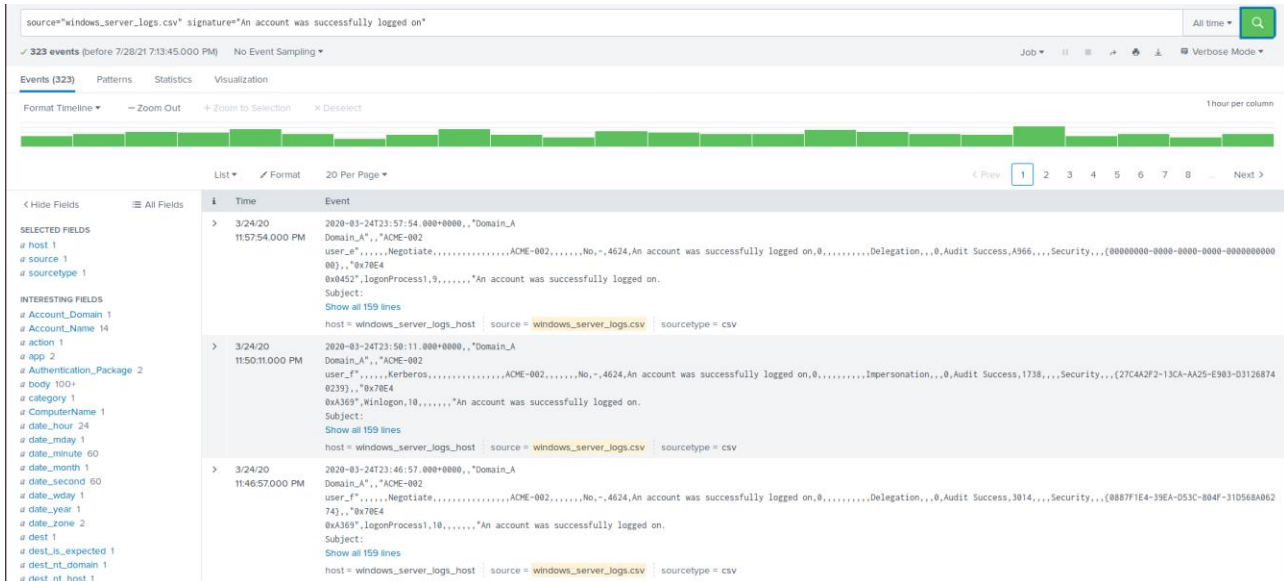 source="windows_server_logs.csv" signature="An account was successfully logged on"
All time
323 events (before 7/28/21 7:13:45.000 PM) No Event Sampling
Job
Verbose Mode
Events (323) Patterns Statistics Visualization
Format Timeline — Zoom Out + Zoom to Selection × Deselect
1 hour per column
List Format 20 Per Page
< Prev 1 2 3 4 5 6 7 8 ... Next >
< Hide Fields All Fields
SELECTED FIELDS
a host 1
a source 1
a sourcetype 1
INTERESTING FIELDS
a Account_Domain 1
a Account_Name 14
a action 1
a app 2
a Authentication_Package 2
a body 100+
a category 1
a ComputerName 1
a date_hour 24
a date_mday 1
a date_minute 60
a date_month 1
a date_second 60
a date_wday 1
a date_year 1
a date_zone 2
a dest 1
a dest_is_expected 1
a dest_nt_domain 1
a dest_nt_host 1
i Time Event
> 3/24/20
11:57:54.000 PM
2020-03-24T23:57:54.000+0000,,"Domain_A
Domain_A",,"ACME-002
user_e",,,,,,Negotiate,,,,,,,,,,,,,,,,ACME-002,,,,,,,No,-,4624,An account was successfully logged on,0,,,,,,,,,,Delegation,,,0,Audit Success,A966,,,,Security,,,{00000000-0000-0000-0000-0000000000
00},,"0x70E4
0x0452",logonProcess1,9,,,,,,,"An account was successfully logged on.
Subject:
Show all 159 lines
host = windows_server_logs_host source = windows_server_logs.csv sourcetype = csv
> 3/24/20
11:50:11.000 PM
2020-03-24T23:50:11.000+0000,,"Domain_A
Domain_A",,"ACME-002
user_f",,,,,,Kerberos,,,,,,,,,,,,,,,,ACME-002,,,,,,,No,-,4624,An account was successfully logged on,0,,,,,,,,,,Impersonation,,,0,Audit Success,1738,,,,Security,,,{27C4A2F2-13CA-AA25-E983-D3126874
0239},,"0x70E4
0xA369",Winlogon,10,,,,,,,"An account was successfully logged on.
Subject:
Show all 159 lines
host = windows_server_logs_host source = windows_server_logs.csv sourcetype = csv
> 3/24/20
11:46:57.000 PM
2020-03-24T23:46:57.000+0000,,"Domain_A
Domain_A",,"ACME-002
user_f",,,,,,Negotiate,,,,,,,,,,,,,,,,ACME-002,,,,,,,No,-,4624,An account was successfully logged on,0,,,,,,,,,,Delegation,,,0,Audit Success,3014,,,,Security,,,{0887F1E4-39EA-D53C-804F-31D568A062
74},,"0x70E4
0xA369",logonProcess1,10,,,,,,,"An account was successfully logged on.
Subject:
Show all 159 lines
host = windows_server_logs_host source = windows_server_logs.csv sourcetype = csv